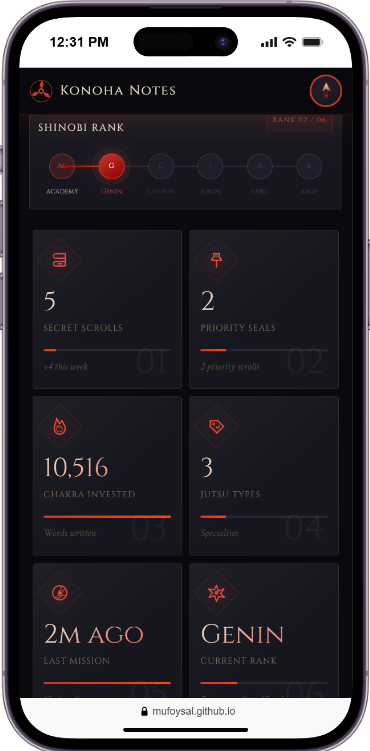 12:31 PM
KONOHA NOTES
RANK 02 / 06
SHINOBI RANK
Ac
G
C
J
A
K
ACADEMY
GENIN
CHUNIN
JONIN
ANBU
KAGE
5
SECRET SCROLLS
+4 this week
01
2
PRIORITY SEALS
2 priority scrolls
02
10,516
CHAKRA INVESTED
Words written
03
3
JUTSU TYPES
Specialties
04
2M AGO
LAST MISSION
05
GENIN
CURRENT RANK
06
mufoysal.github.io